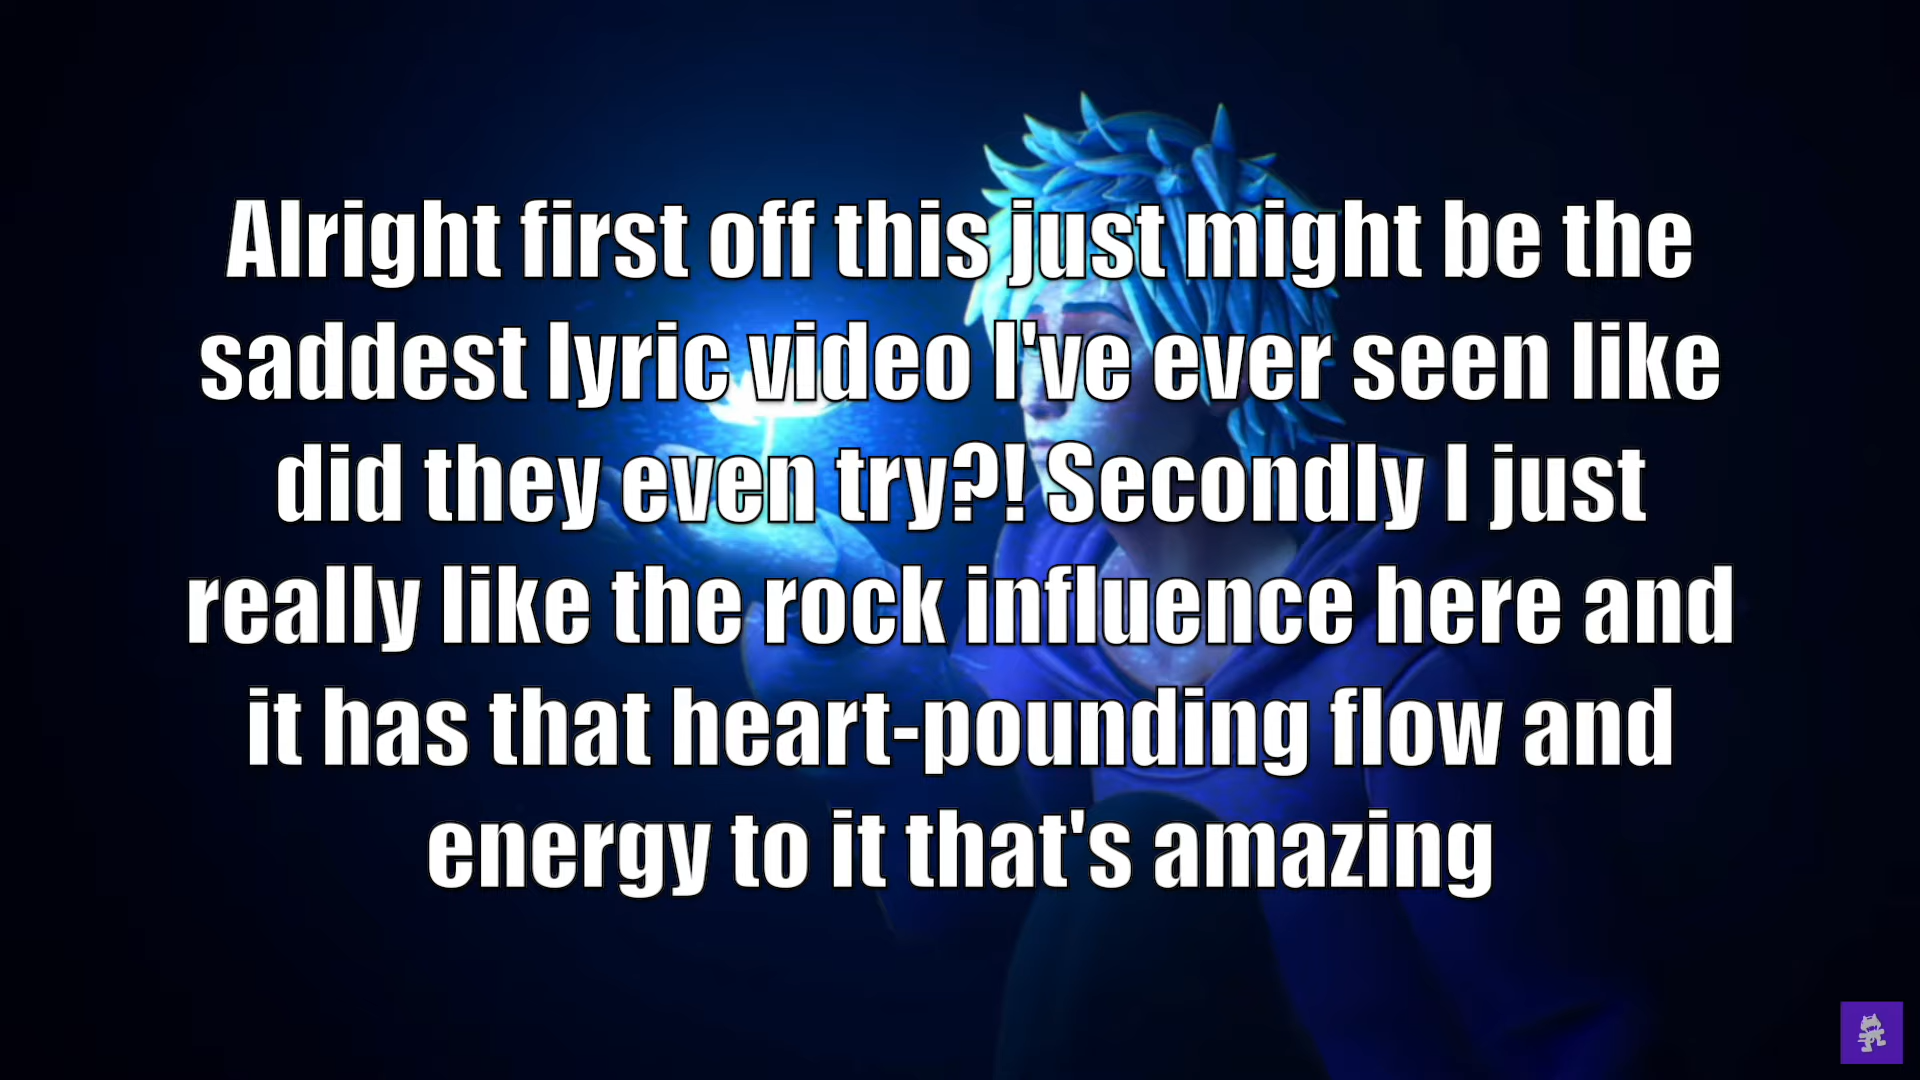 Alright first off this just might be the
saddest lyric video I've ever seen like
did they even try?! Secondly I just
really like the rock influence here and
it has that heart-pounding flow and
energy to it that's amazing